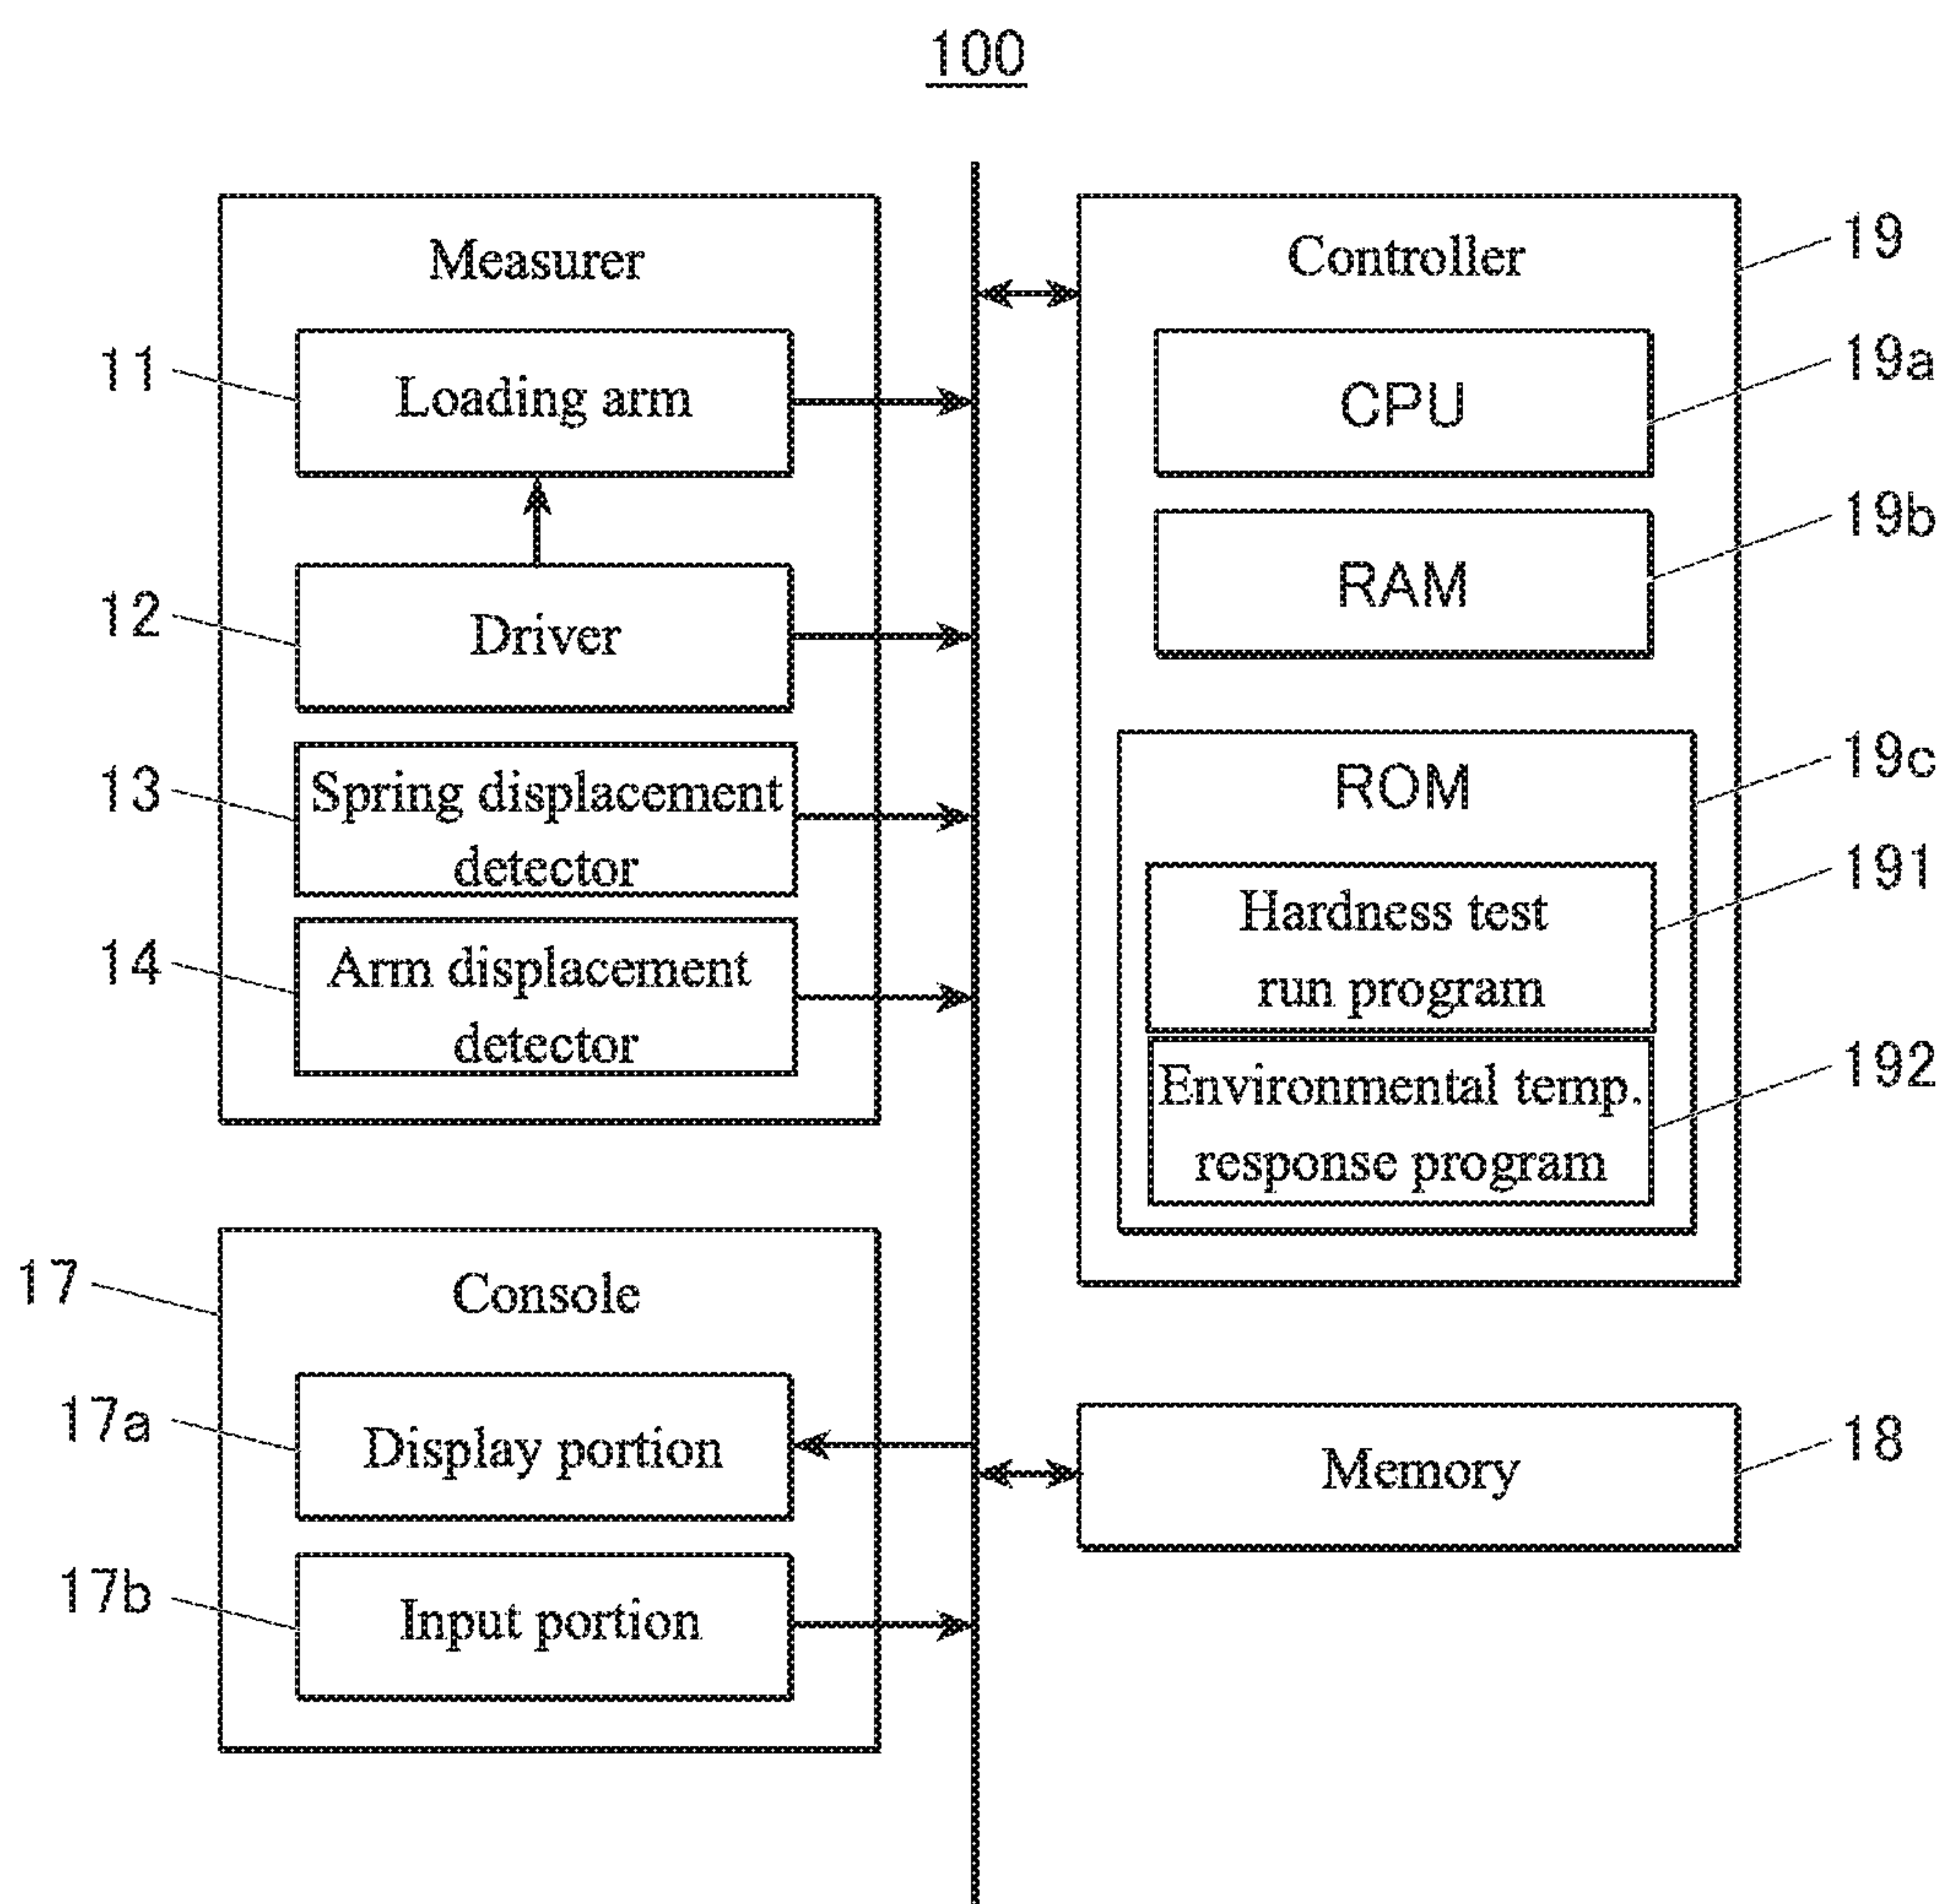 100
Measurer
11
Loading arm
12
Driver
13
Spring displacement
detector
14
Arm displacement
detector
17
Console
17a
Display portion
17b
Input portion
Controller
19
CPU
19a
RAM
19b
ROM
19c
Hardness test
run program
191
Environmental temp.
response program
192
Memory
18